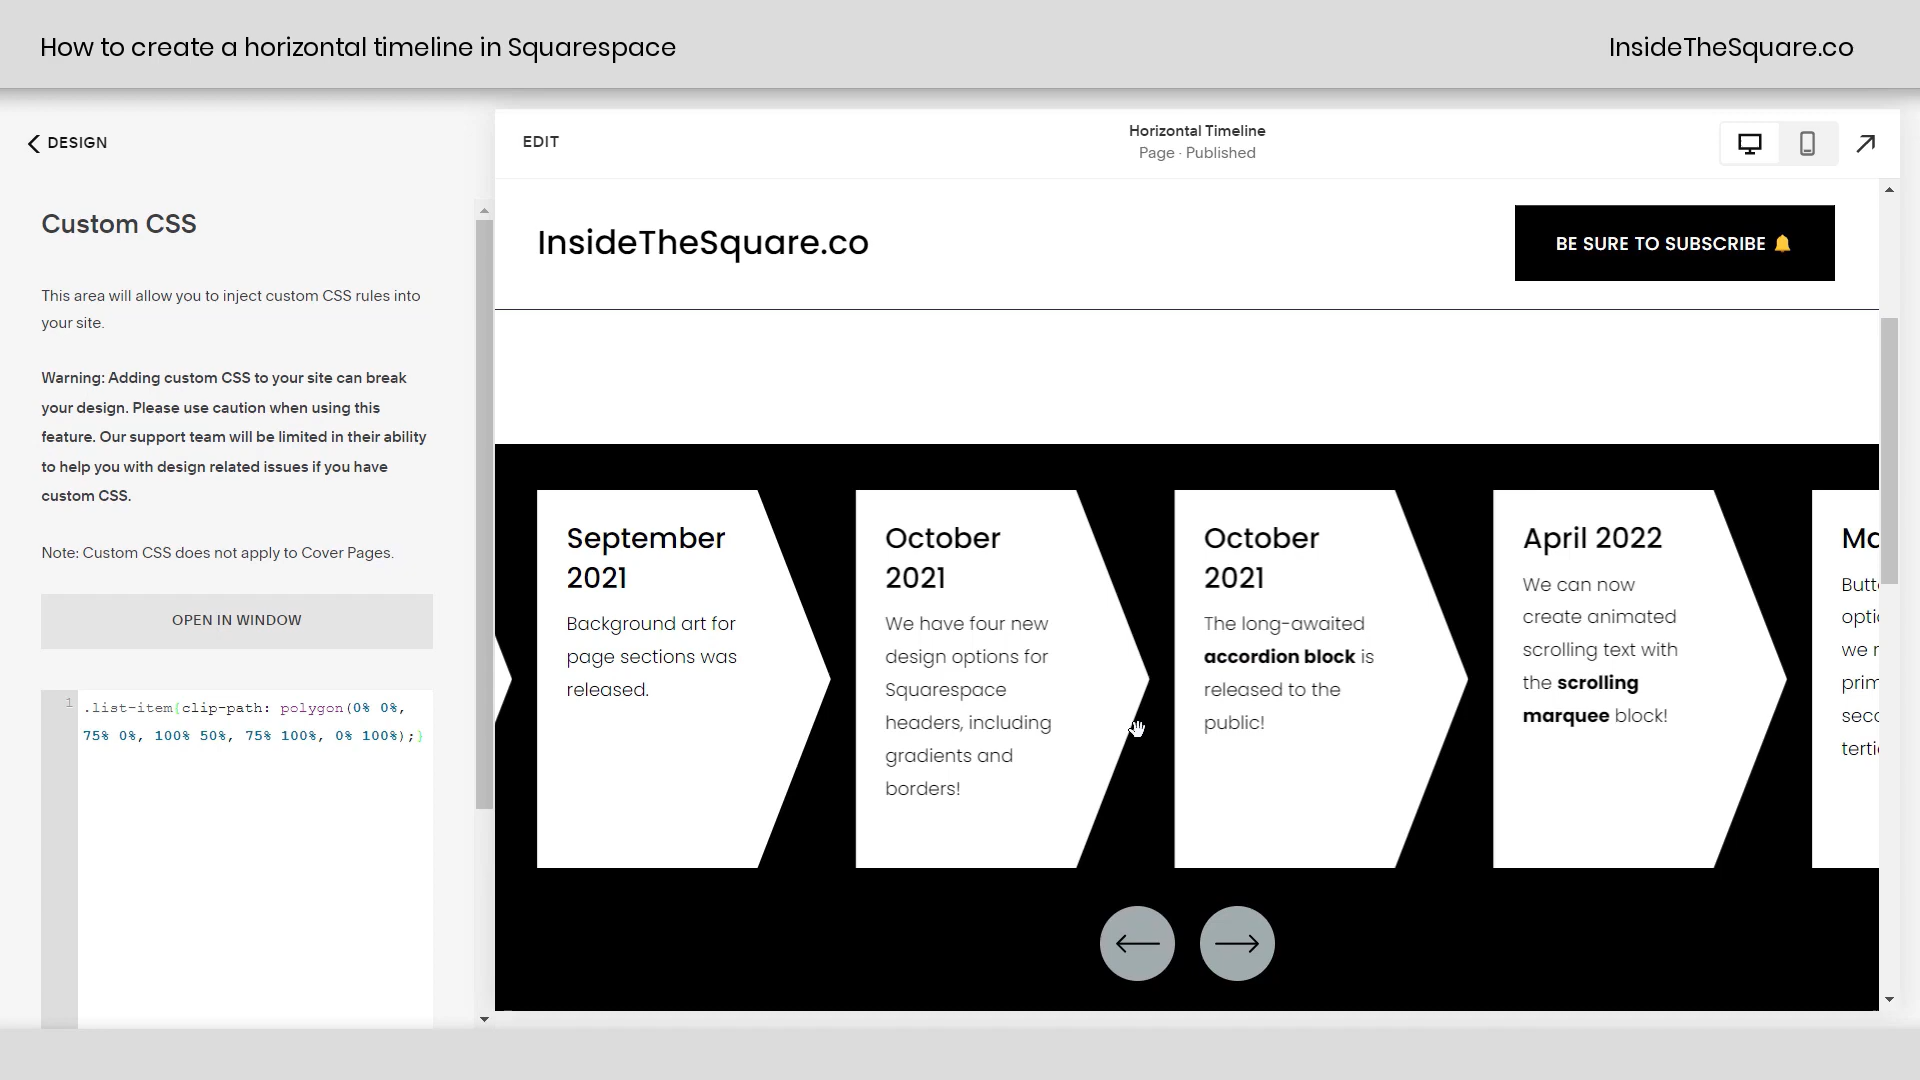 How to create a horizontal timeline in Squarespace
InsideTheSquare.co
DESIGN
EDIT
Horizontal Timeline
Page · Published
Custom CSS
This area will allow you to inject custom CSS rules into
your site.
Warning: Adding custom CSS to your site can break
your design. Please use caution when using this
feature. Our support team will be limited in their ability
to help you with design related issues if you have
custom CSS.
Note: Custom CSS does not apply to Cover Pages.
OPEN IN WINDOW
1
.list-item{clip-path: polygon(0% 0%,
75% 0%, 100% 50%, 75% 100%, 0% 100%);}
InsideTheSquare.co
BE SURE TO SUBSCRIBE 🔔
September
2021
Background art for
page sections was
released.
October
2021
We have four new
design options for
Squarespace
headers, including
gradients and
borders!
October
2021
The long-awaited
accordion block is
released to the
public!
April 2022
We can now
create animated
scrolling text with
the scrolling
marquee block!